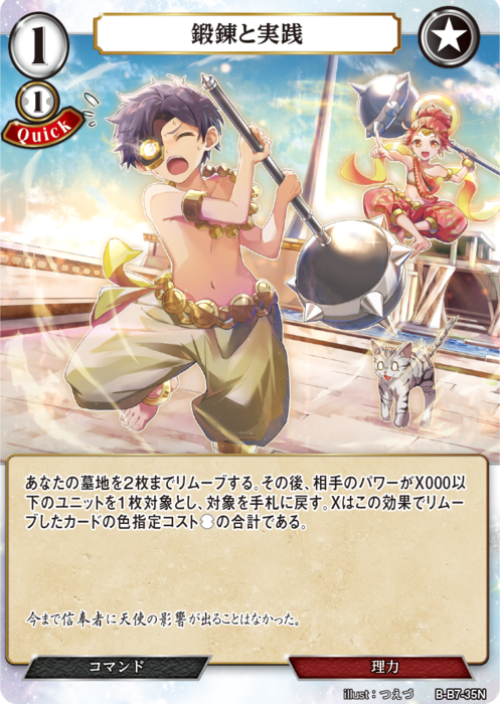 1
鍛錬と実践
1
Quick
あなたの墓地を2枚までリムーブする。その後、相手のパワーがX000以
下のユニットを1枚対象とし、対象を手札に戻す。Xはこの効果でリムー
ブしたカードの色指定コストの合計である。
今まで信奉者に天使の影響が出ることはなかった。
コマンド
理力
illust:つえづ
B-B7-35N